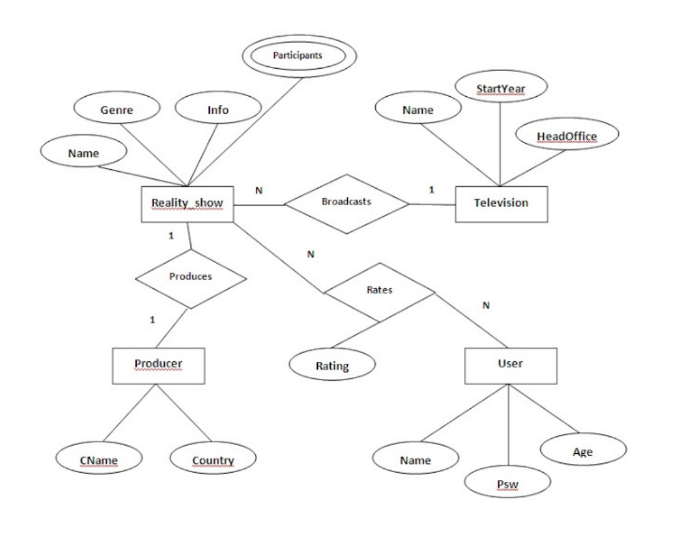 Participants
StartYear
Genre
Info
Name
HeadOffice
Name
N
1
Reality_show
Broadcasts
Television
1
N
Produces
Rates
N
1
Producer
Rating
User
CName
Country
Name
Age
Psw